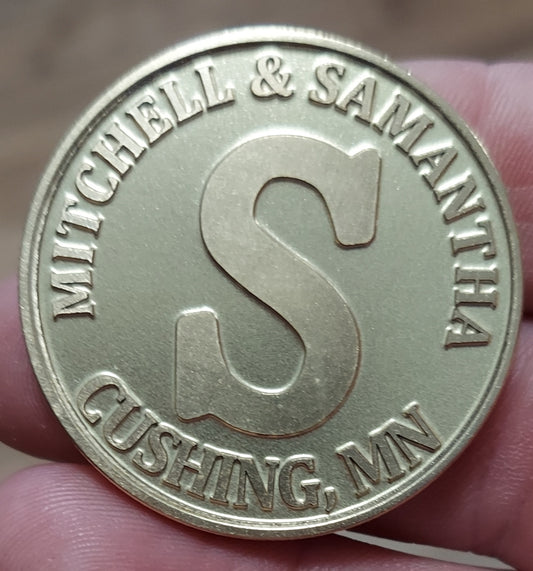 MITCHELL & SAMANTHA
S
CUSHING, MN